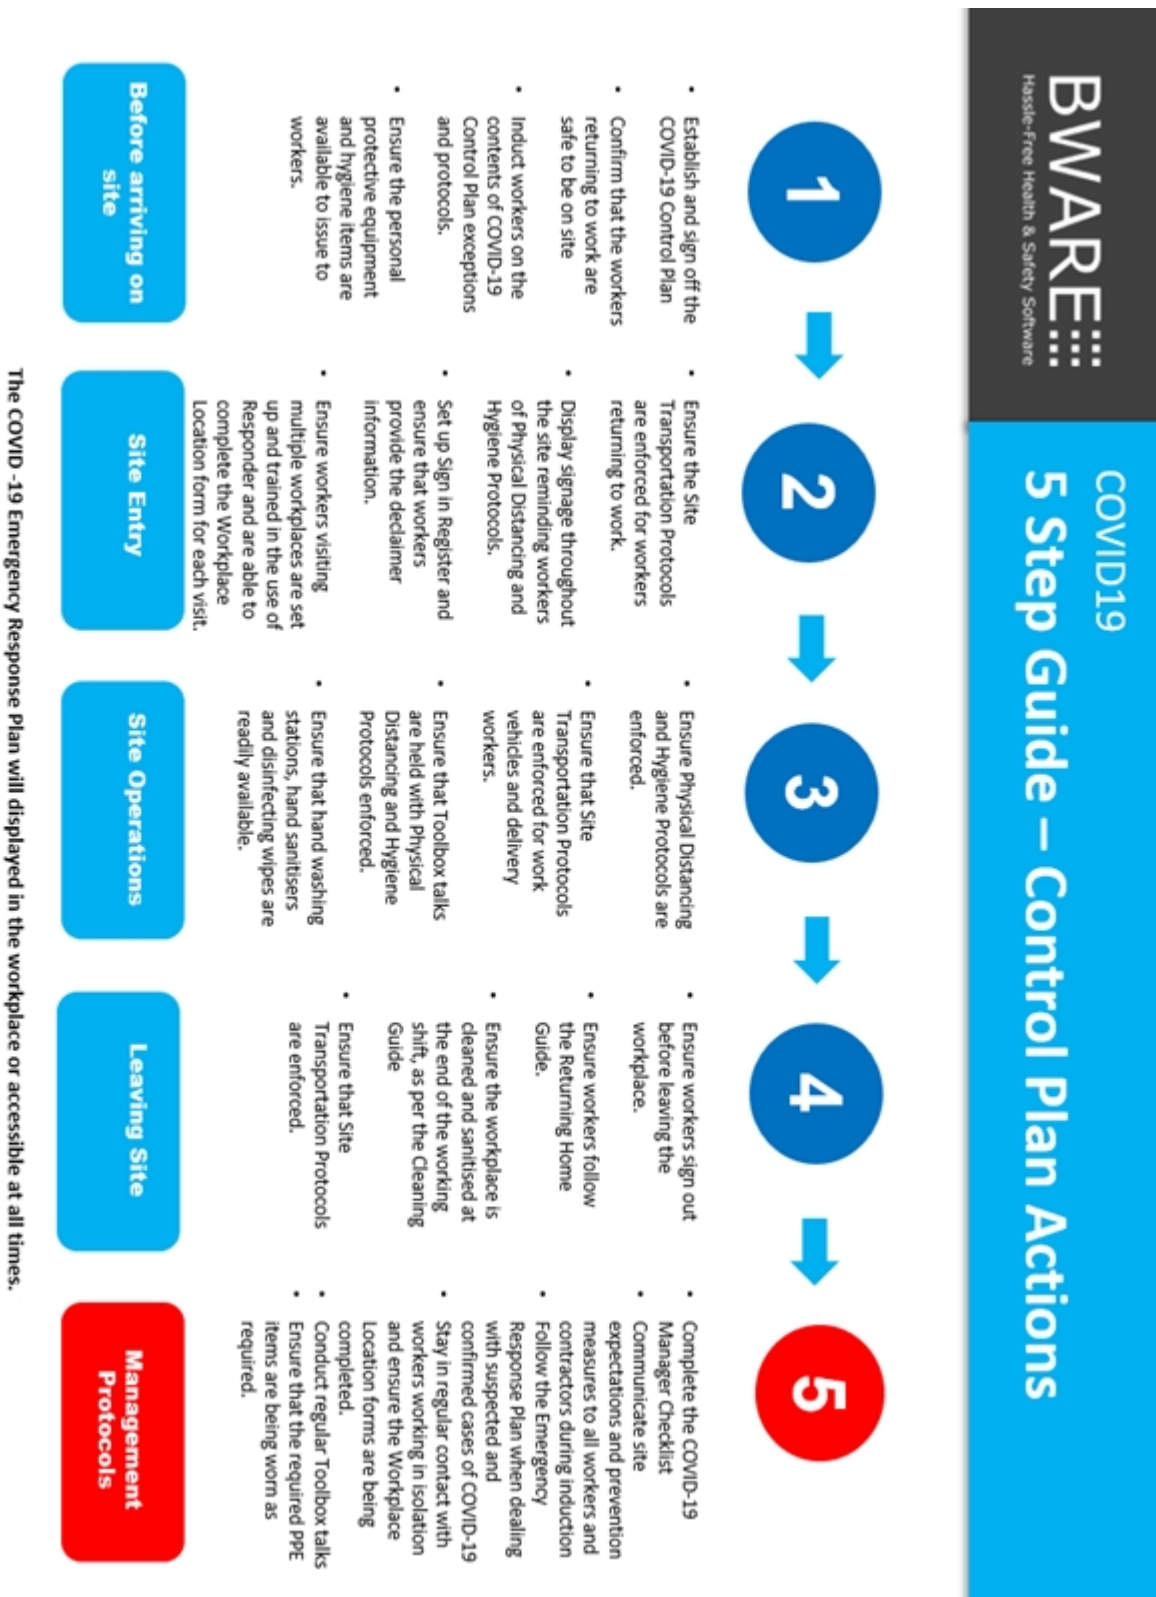 BWARE
Hassle-Free Health & Safety Software
COVID19
5 Step Guide – Control Plan Actions
1
2
3
4
5
• Establish and sign off the
COVID-19 Control Plan
• Confirm that the workers
returning to work are
safe to be on site
• Induct workers on the
contents of COVID-19
Control Plan exceptions
and protocols.
• Ensure the personal
protective equipment
and hygiene items are
available to issue to
workers.
Before arriving on
site
• Ensure the Site
Transportation Protocols
are enforced for workers
returning to work.
• Display signage throughout
the site reminding workers
of Physical Distancing and
Hygiene Protocols.
• Set up Sign in Register and
ensure that workers
provide the declaimer
information.
• Ensure workers visiting
multiple workplaces are set
up and trained in the use of
Responder and are able to
complete the Workplace
Location form for each visit.
Site Entry
• Ensure Physical Distancing
and Hygiene Protocols are
enforced.
• Ensure that Site
Transportation Protocols
are enforced for work
vehicles and delivery
workers.
• Ensure that Toolbox talks
are held with Physical
Distancing and Hygiene
Protocols enforced.
• Ensure that hand washing
stations, hand sanitisers
and disinfecting wipes are
readily available.
Site Operations
• Ensure workers sign out
before leaving the
workplace.
• Ensure workers follow
the Returning Home
Guide.
• Ensure the workplace is
cleaned and sanitised at
the end of the working
shift, as per the Cleaning
Guide
• Ensure that Site
Transportation Protocols
are enforced.
Leaving Site
• Complete the COVID-19
Manager Checklist
• Communicate site
expectations and prevention
measures to all workers and
contractors during induction
• Follow the Emergency
Response Plan when dealing
with suspected and
confirmed cases of COVID-19
• Stay in regular contact with
workers working in isolation
and ensure the Workplace
Location forms are being
completed.
• Conduct regular Toolbox talks
• Ensure that the required PPE
items are being worn as
required.
Management
Protocols
The COVID -19 Emergency Response Plan will displayed in the workplace or accessible at all times.